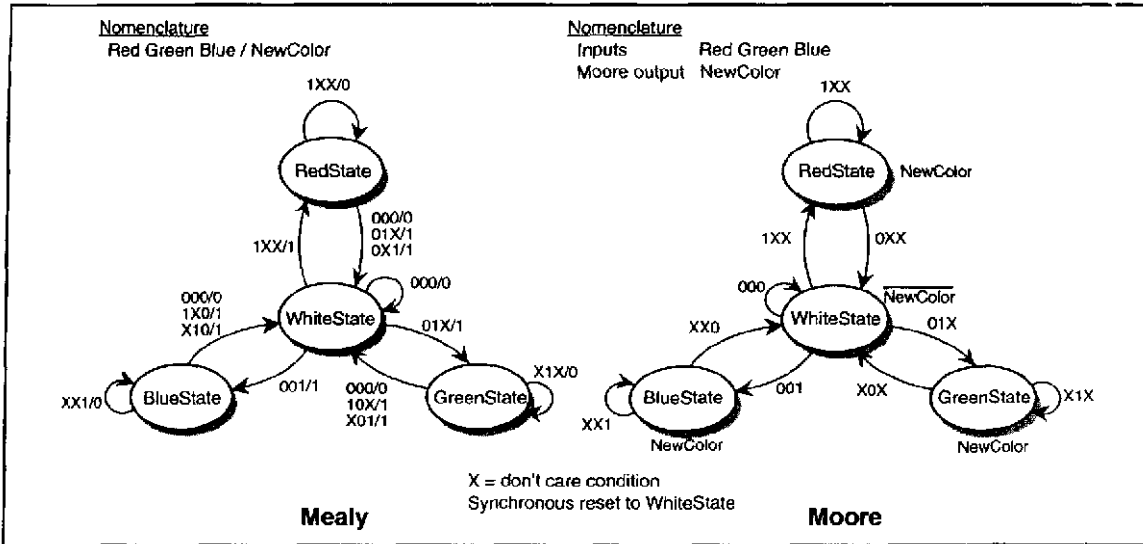 Nomenclature
Red Green Blue / NewColor
1XX/0
RedState
000/0
01X/1
0X1/1
1XX/1
000/0
WhiteState
000/0
1X0/1
X10/1
01X/1
001/1
000/0
10X/1
X01/1
XX1/0
BlueState
X1X/0
GreenState
Mealy
Nomenclature
Inputs Red Green Blue
Moore output NewColor
1XX
RedState
NewColor
1XX
0XX
000
NewColor
WhiteState
XX0
01X
001
X0X
XX1
BlueState
NewColor
X1X
GreenState
NewColor
X = don't care condition
Synchronous reset to WhiteState
Moore